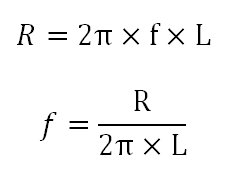 R = 2π × f × L
f = R / 2π × L